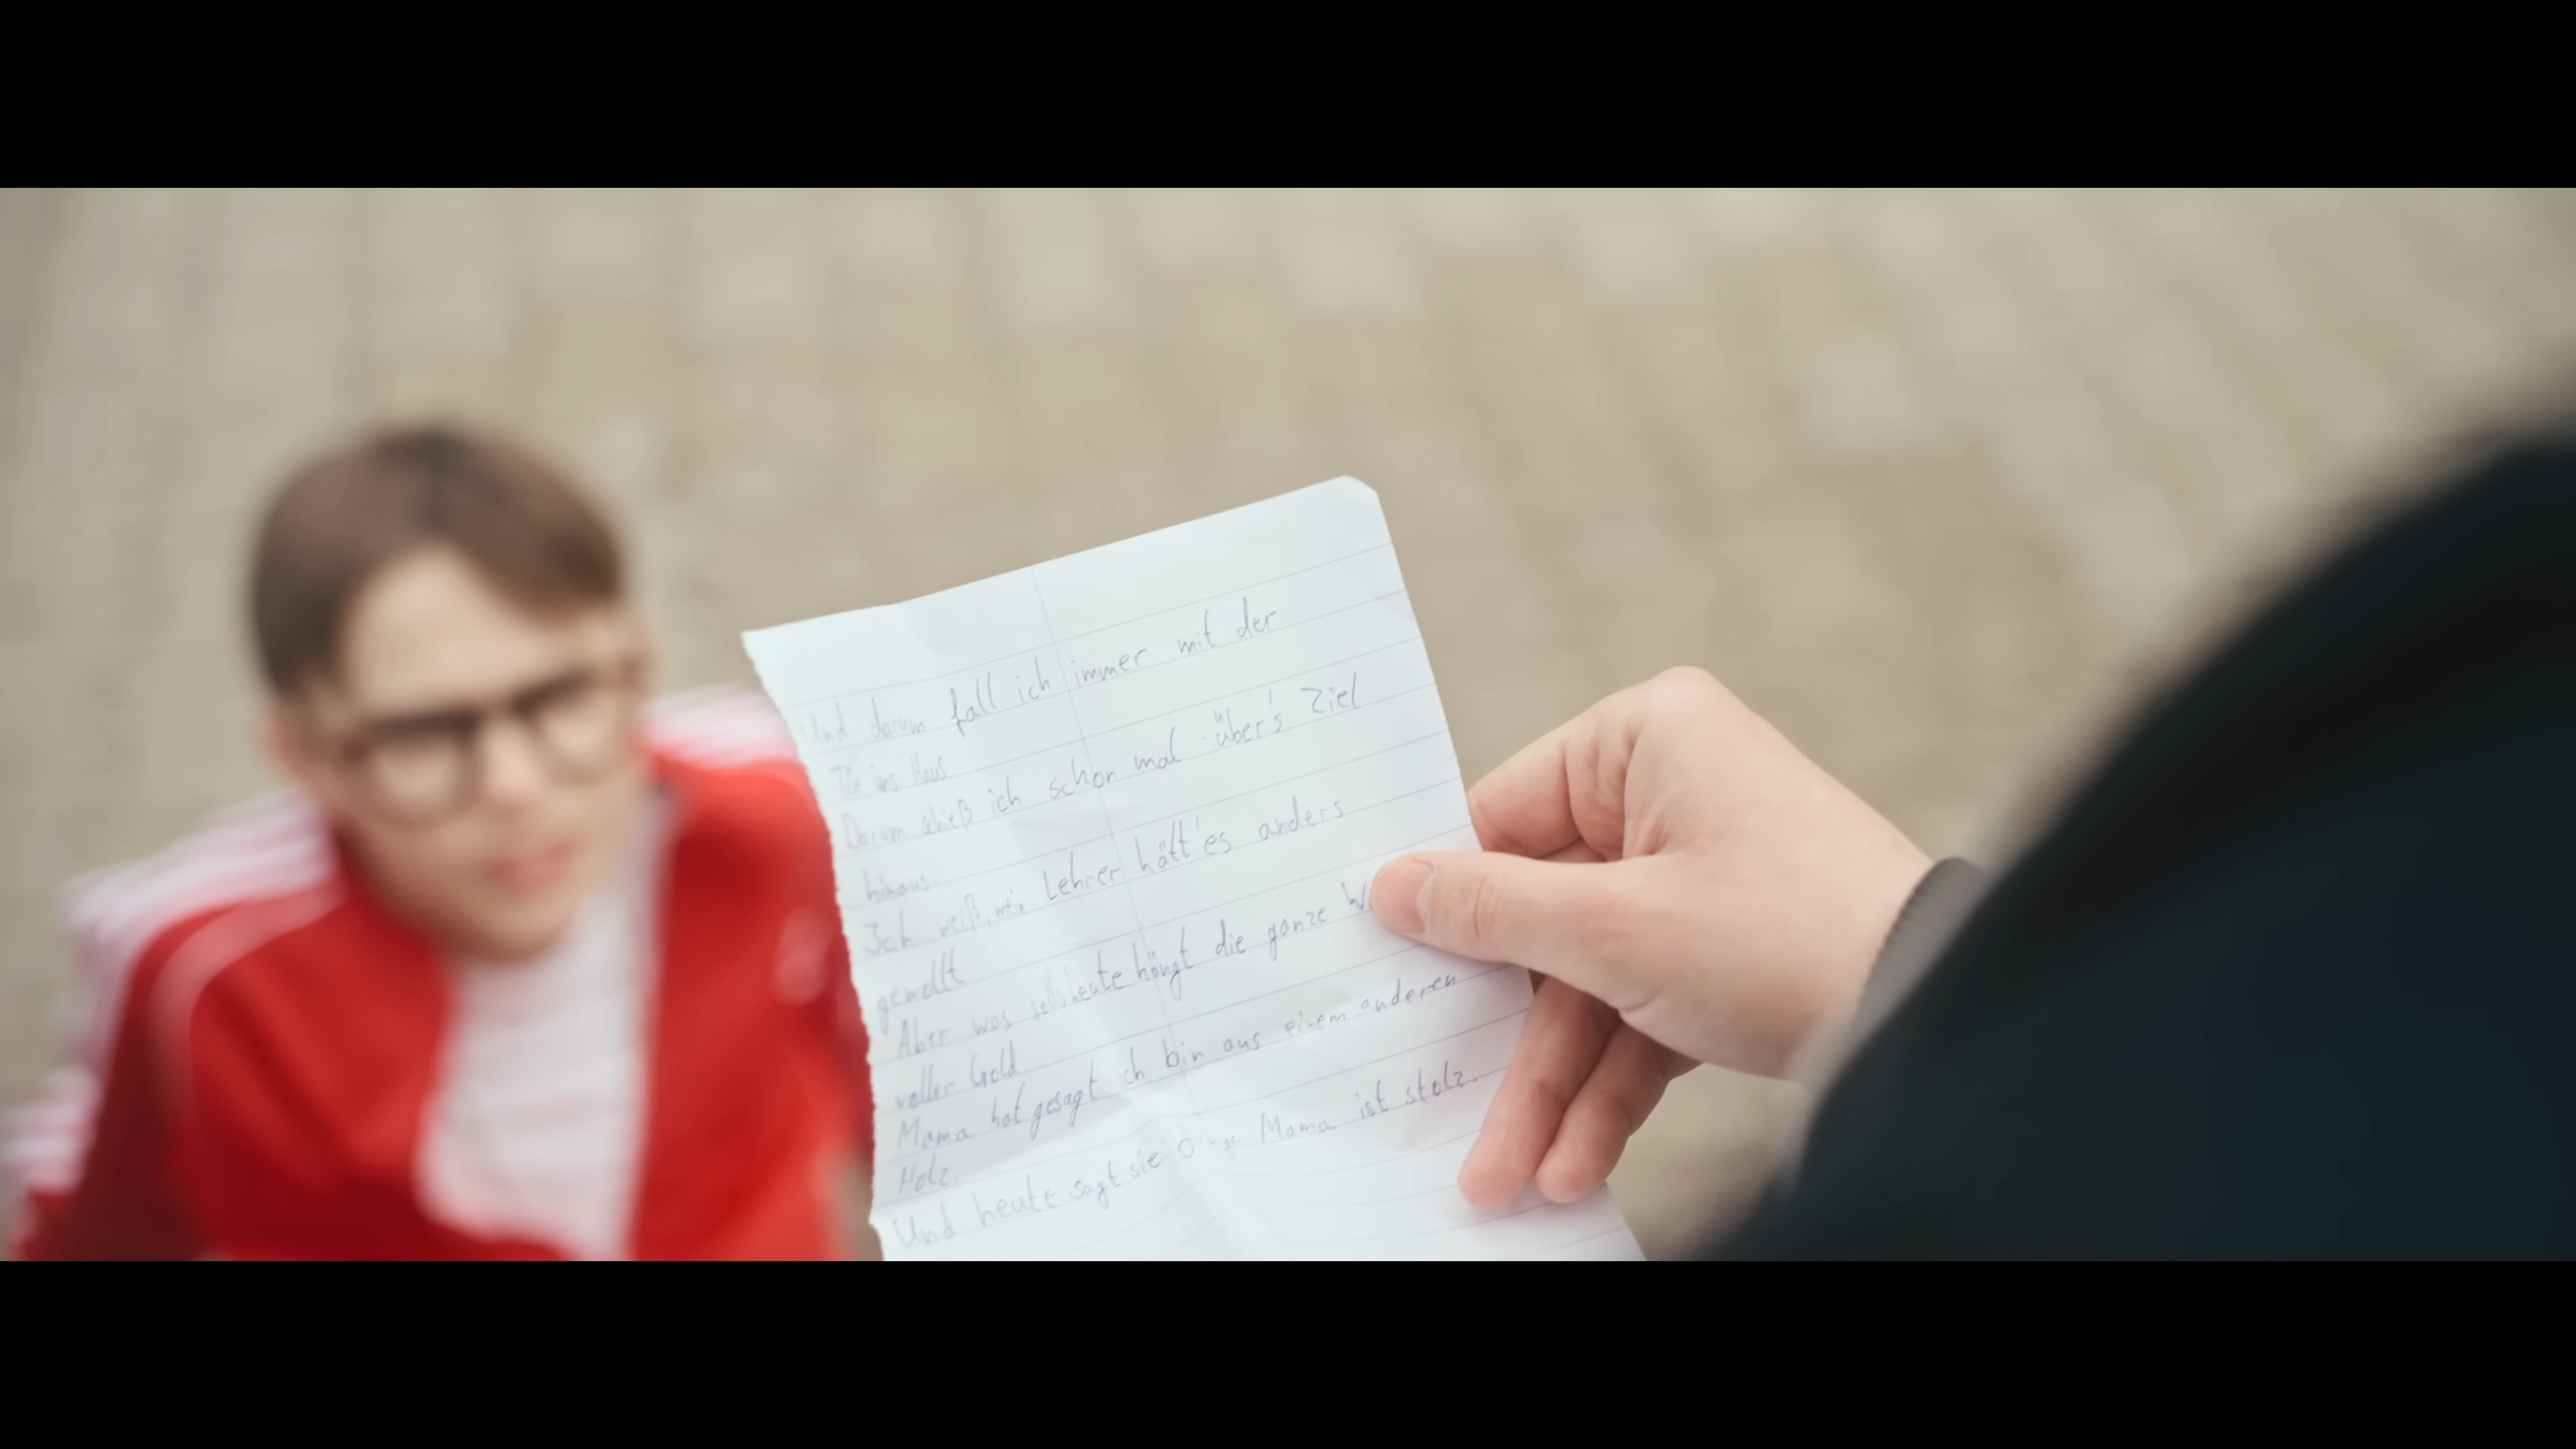 Und darum fall ich immer mit der
Tür ins Haus
Darum schieß ich schon mal über's Ziel
hinaus.
Ich weiß, mein Lehrer hätt'es anders
gewollt
Aber was solls heute hängt die ganze
voller Gold
Mama hat gesagt ich bin aus einem anderen
Holz.
Und heute sagt sie Mama ist stolz.